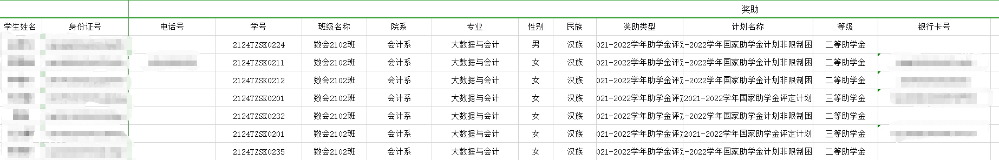 奖助
学生姓名 身份证号 电话号 学号 班级名称 院系 专业 性别 民族 奖助类型 计划名称 等级 银行卡号
2124TZSK0224 数会2102班 会计系 大数据与会计 男 汉族 021-2022学年助学金评定 -2022学年国家助学金计划非限制困 二等助学金
2124TZSK0211 数会2102班 会计系 大数据与会计 女 汉族 021-2022学年助学金评定 -2022学年国家助学金计划非限制困 二等助学金
2124TZSK0212 数会2102班 会计系 大数据与会计 女 汉族 021-2022学年助学金评定 -2022学年国家助学金计划非限制困 二等助学金
2124TZSK0201 数会2102班 会计系 大数据与会计 女 汉族 021-2022学年助学金评定 2021-2022学年国家助学金评定计划 三等助学金
2124TZSK0232 数会2102班 会计系 大数据与会计 女 汉族 021-2022学年助学金评定 -2022学年国家助学金计划非限制困 二等助学金
2124TZSK0201 数会2102班 会计系 大数据与会计 女 汉族 021-2022学年助学金评定 2021-2022学年国家助学金评定计划 三等助学金
2124TZSK0235 数会2102班 会计系 大数据与会计 女 汉族 021-2022学年助学金评定 -2022学年国家助学金计划非限制困 二等助学金